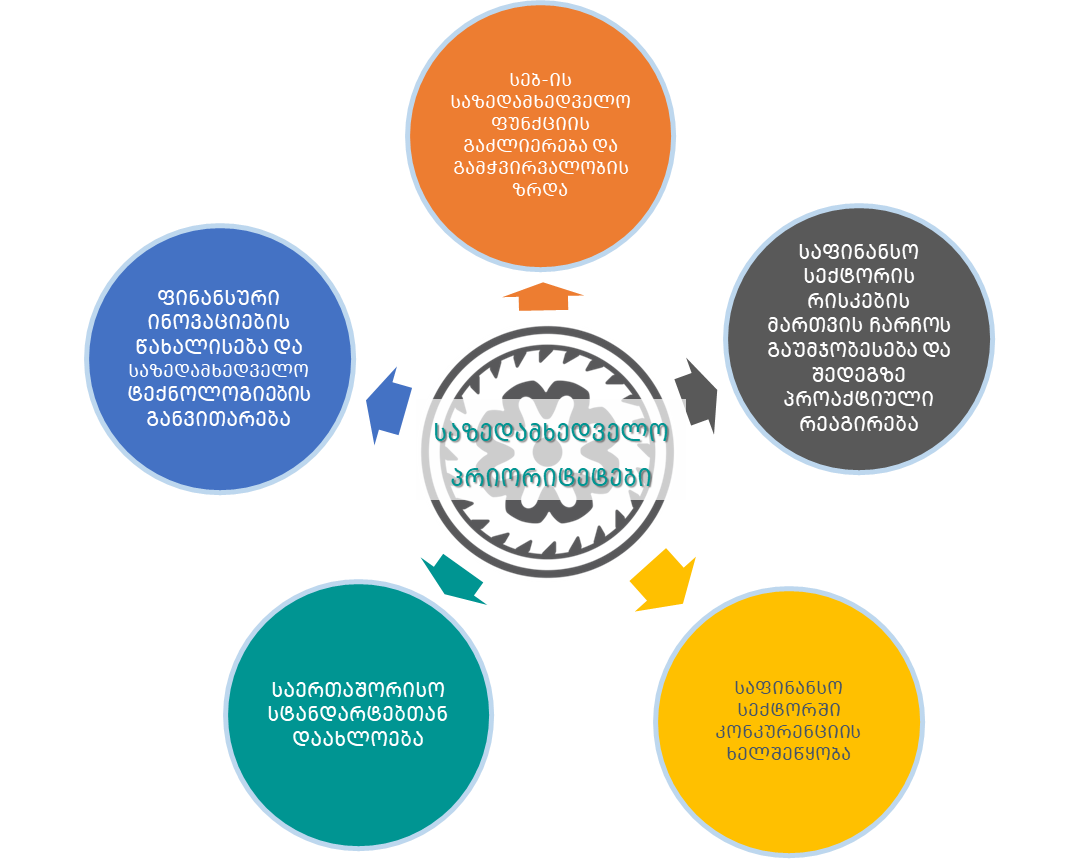 სებ-ის
საზედამხედველო
ფუნქციის
გაძლიერება და
გამჭვირვალობის
ზრდა
საფინანსო
სექტორის
რისკების
მართვის ჩარჩოს
გაუმჯობესება და
შედეგზე
პროაქტიული
რეაგირება
ფინანსური
ინოვაციების
წახალისება და
საზედამხედველო
ტექნოლოგიების
განვითარება
საზედამხედველო
პრიორიტეტები
საერთაშორისო
სტანდარტებთან
დაახლოება
საფინანსო
სექტორში
კონკურენციის
ხელშეწყობა